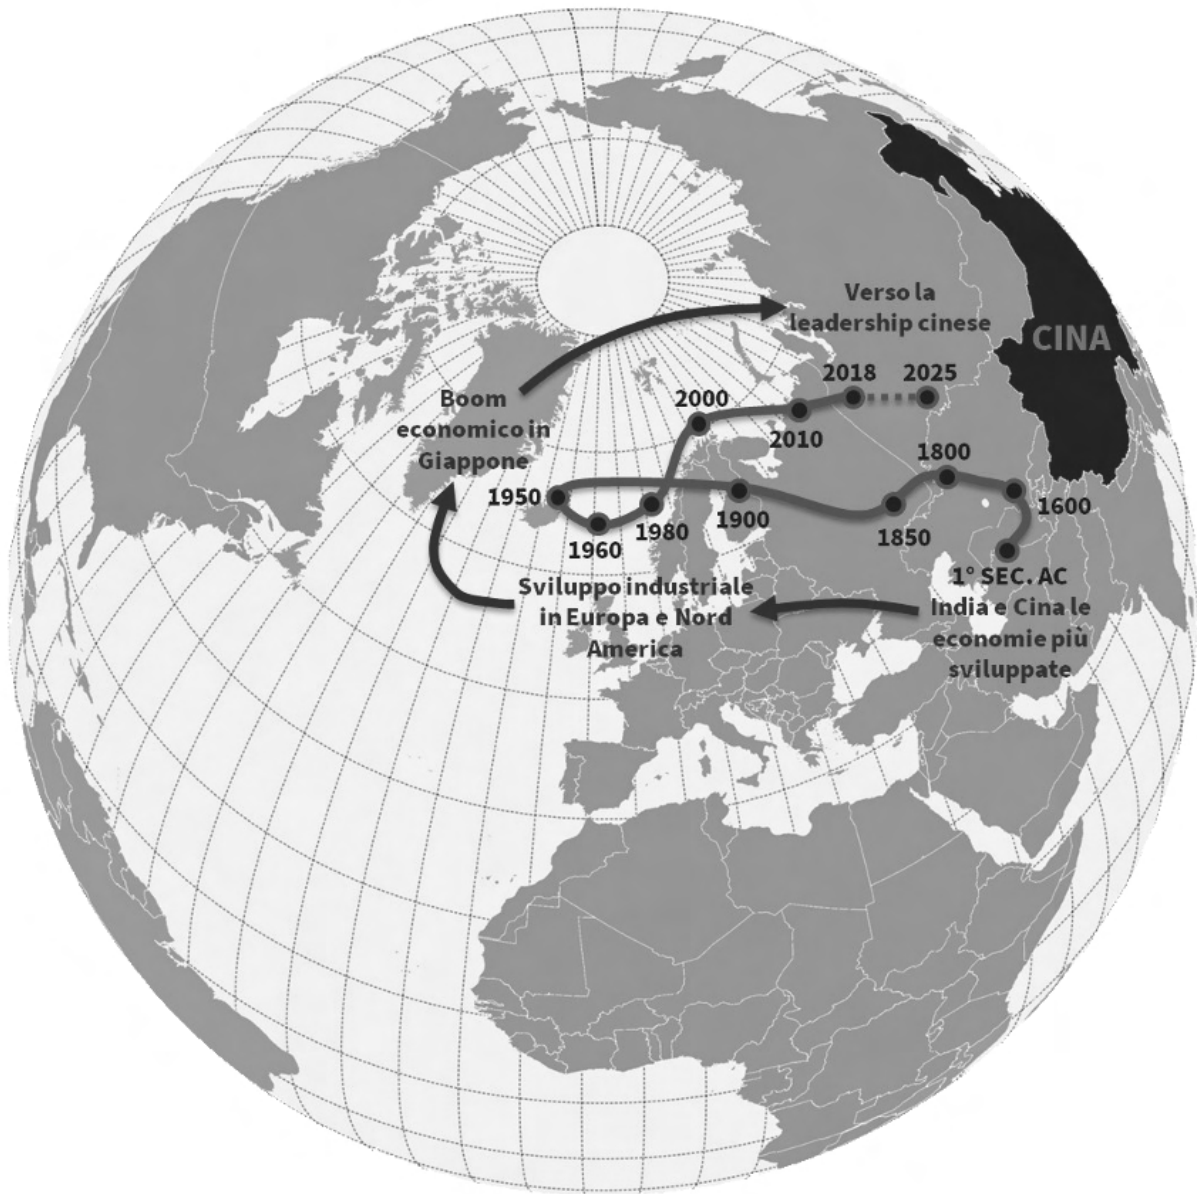 Verso la
leadership cinese
CINA
2018
2025
2000
2010
Boom
economico in
Giappone
1800
1950
1900
1600
1980
1850
1960
1° SEC. AC
India e Cina le
economie più
sviluppate
Sviluppo industriale
in Europa e Nord
America